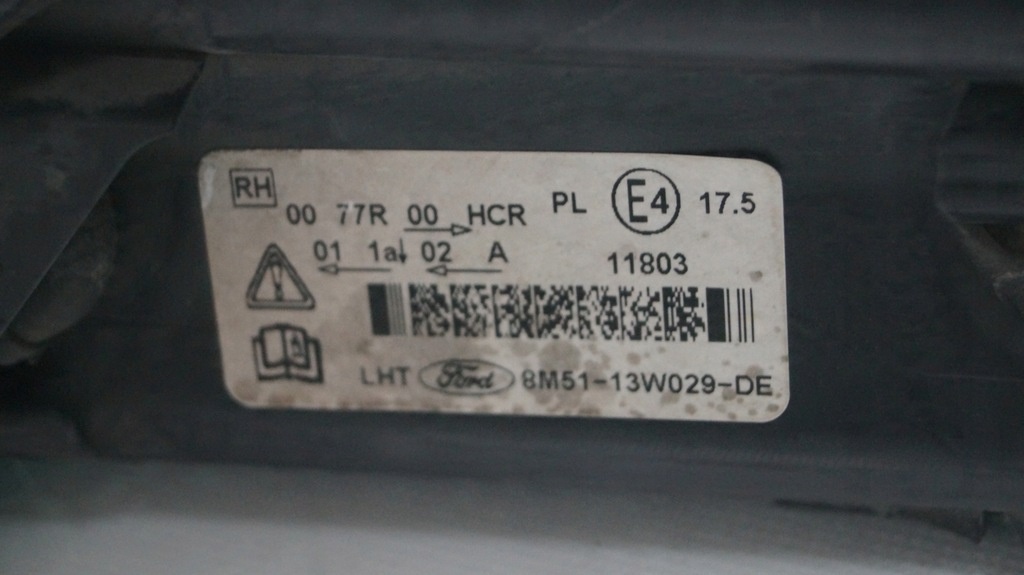 RH
00 77R 00 HCR PL E4 17.5
01 1a 02 A 11803
LHT Ford 8M51-13W029-DE